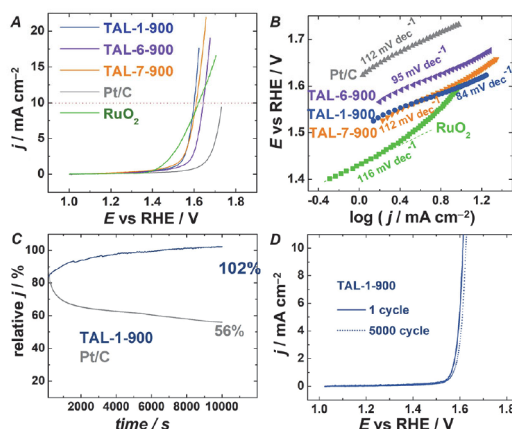 A
TAL-1-900
TAL-6-900
TAL-7-900
Pt/C
RuO2
j / mA cm−2
20
15
10
5
0
1.0 1.2 1.4 1.6 1.8
E vs RHE / V
B
E vs RHE / V
1.7
1.6
1.5
1.4
112 mV dec−1
Pt/C
95 mV dec−1
TAL-6-900
TAL-1-900
84 mV dec−1
TAL-7-900
112 mV dec−1
RuO2
116 mV dec−1
-0.4 0.0 0.4 0.8 1.2
log ( j / mA cm−2)
C
relative j / %
100
80
60
40
20
102%
TAL-1-900
Pt/C
56%
2000 4000 6000 8000 10000
time / s
D
j / mA cm−2
10
8
6
4
2
0
TAL-1-900
1 cycle
5000 cycle
1.0 1.2 1.4 1.6 1.8
E vs RHE / V